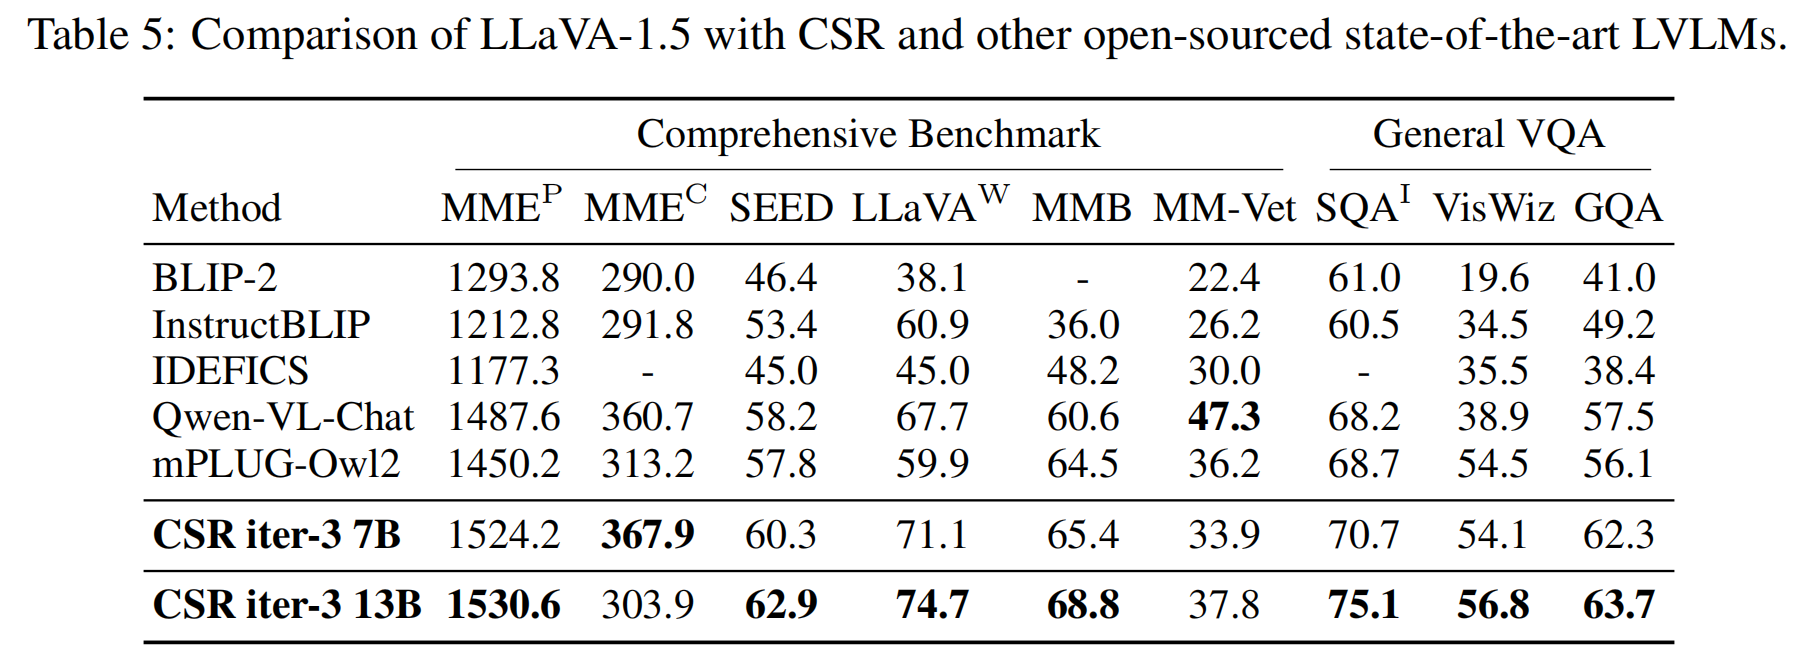 Table 5: Comparison of LLaVA-1.5 with CSR and other open-sourced state-of-the-art LVLMs.
Comprehensive Benchmark General VQA
Method MME^P MME^C SEED LLaVA^W MMB MM-Vet SQA^I VisWiz GQA
BLIP-2 1293.8 290.0 46.4 38.1 - 22.4 61.0 19.6 41.0
InstructBLIP 1212.8 291.8 53.4 60.9 36.0 26.2 60.5 34.5 49.2
IDEFICS 1177.3 - 45.0 45.0 48.2 30.0 - 35.5 38.4
Qwen-VL-Chat 1487.6 360.7 58.2 67.7 60.6 47.3 68.2 38.9 57.5
mPLUG-Owl2 1450.2 313.2 57.8 59.9 64.5 36.2 68.7 54.5 56.1
CSR iter-3 7B 1524.2 367.9 60.3 71.1 65.4 33.9 70.7 54.1 62.3
CSR iter-3 13B 1530.6 303.9 62.9 74.7 68.8 37.8 75.1 56.8 63.7